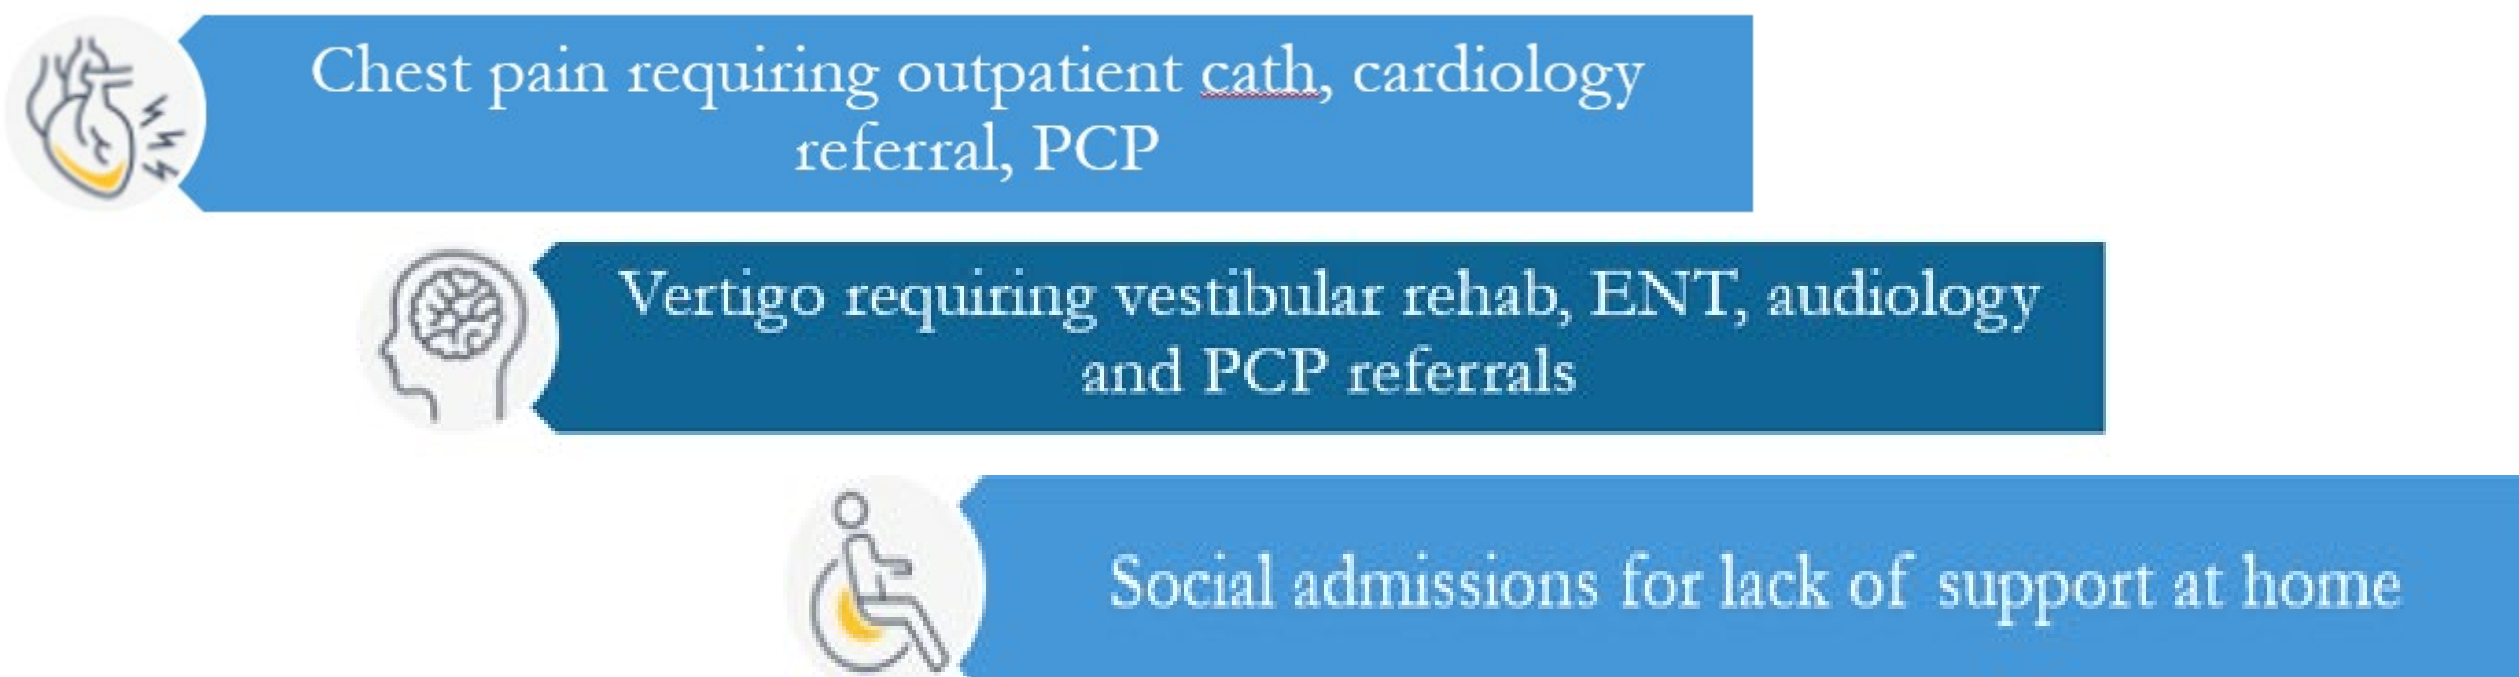 Chest pain requiring outpatient cath, cardiology
referral, PCP
Vertigo requiring vestibular rehab, ENT, audiology
and PCP referrals
Social admissions for lack of support at home